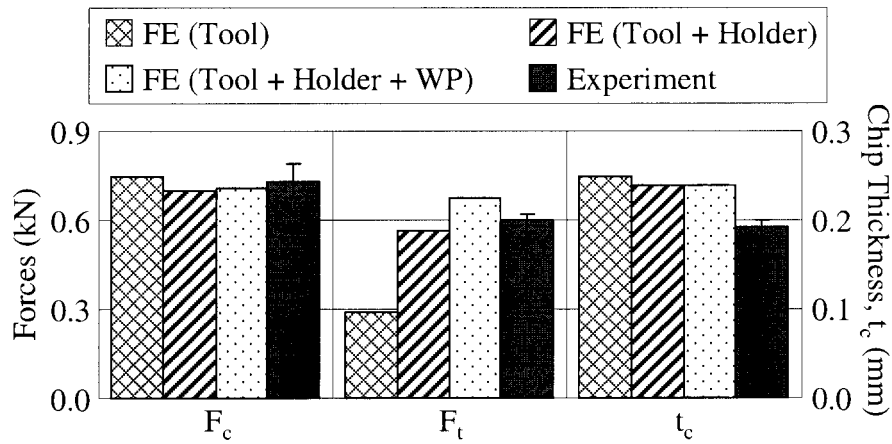 FE (Tool)
FE (Tool + Holder)
FE (Tool + Holder + WP)
Experiment
Forces (kN)
0.9
0.6
0.3
0.0
F_c
F_t
t_c
0.3
0.2
0.1
0.0
Chip Thickness, t_c (mm)